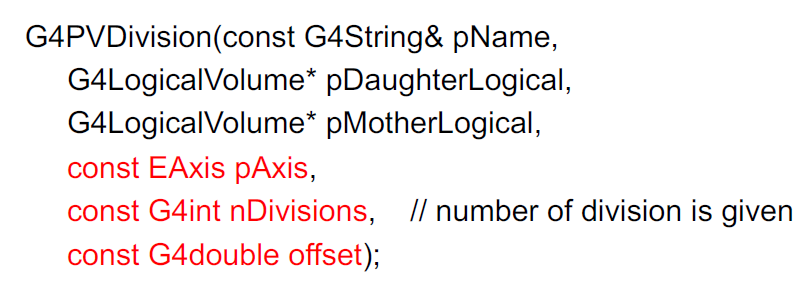 G4PVDivision(const G4String& pName,
G4LogicalVolume* pDaughterLogical,
G4LogicalVolume* pMotherLogical,
const EAxis pAxis,
const G4int nDivisions, // number of division is given
const G4double offset);